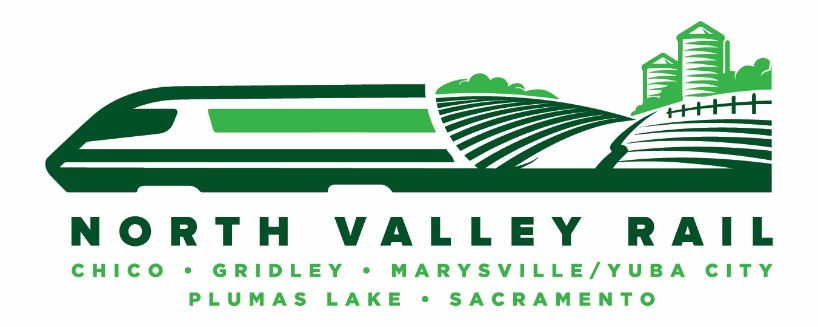 NORTH VALLEY RAIL
CHICO • GRIDLEY • MARYSVILLE/YUBA CITY
PLUMAS LAKE • SACRAMENTO